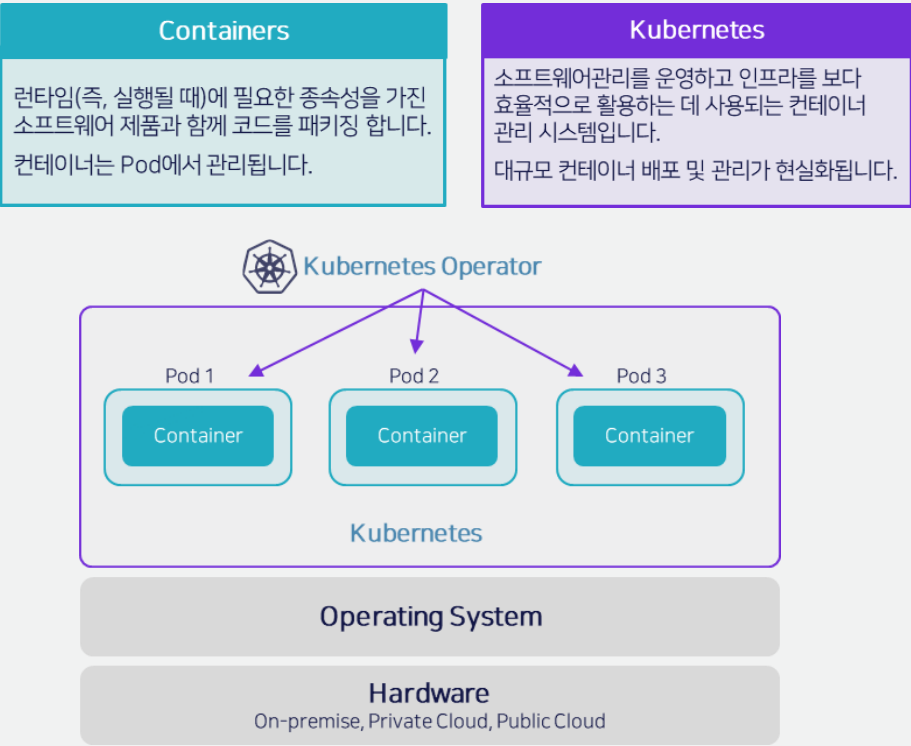 Containers
런타임(즉, 실행될 때)에 필요한 종속성을 가진
소프트웨어 제품과 함께 코드를 패키징 합니다.
컨테이너는 Pod에서 관리됩니다.
Kubernetes
소프트웨어관리를 운영하고 인프라를 보다
효율적으로 활용하는 데 사용되는 컨테이너
관리 시스템입니다.
대규모 컨테이너 배포 및 관리가 현실화됩니다.
Kubernetes Operator
Pod 1
Pod 2
Pod 3
Container
Container
Container
Kubernetes
Operating System
Hardware
On-premise, Private Cloud, Public Cloud